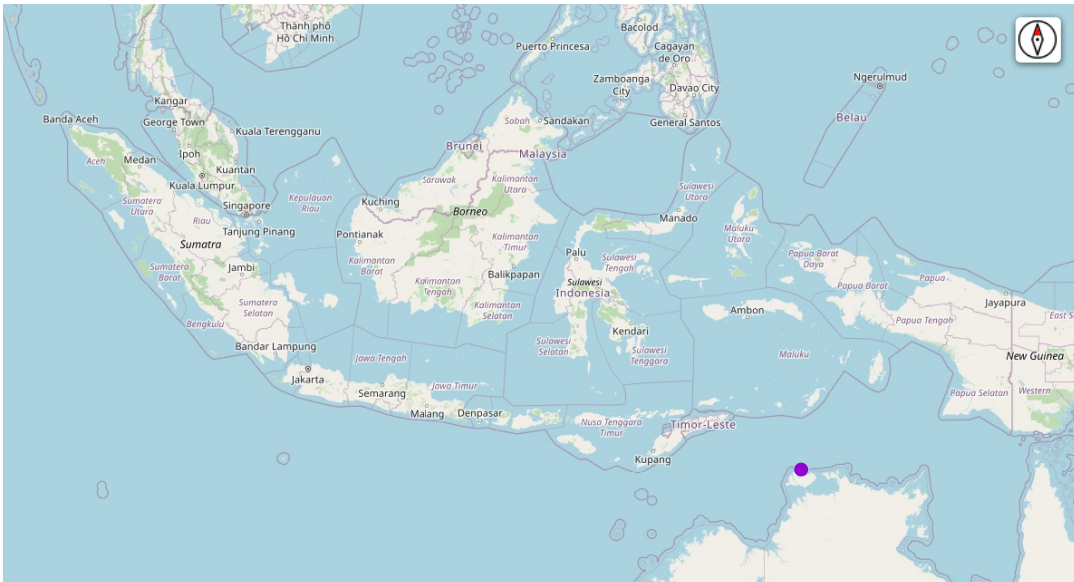 Thành phố
Hồ Chí Minh
Bacolod
Puerto Princesa
Cagayan
de Oro
Zamboanga
City
Davao City
Ngerulmud
Kangar
Banda Aceh
George Town
Kuala Terengganu
Sabah
Sandakan
General Santos
Belau
Brunei
Malaysia
Aceh
Medan
Ipoh
Kuantan
Kuala Lumpur
Sarawak
Kalimantan
Utara
Sulawesi
Utara
Sumatera
Utara
Riau
Singapore
Kepulauan
Riau
Kuching
Borneo
Manado
Tanjung Pinang
Pontianak
Maluku
Utara
Sumatra
Kalimantan
Timur
Palu
Papua Barat
Daya
Sumatera
Barat
Jambi
Kalimantan
Barat
Balikpapan
Sulawesi
Tengah
Sulawesi
Indonesia
Papua Barat
Papua
Kalimantan
Tengah
Sumatera
Selatan
Kalimantan
Selatan
Ambon
Jayapura
Bengkulu
Papua Tengah
East S
Kendari
Bandar Lampung
Jawa Tengah
Sulawesi
Selatan
Sulawesi
Tenggara
Maluku
New Guinea
Jakarta
Semarang
Jawa Timur
Papua Selatan
Western
Malang
Denpasar
Nusa Tenggara
Timur
Timor-Leste
Kupang